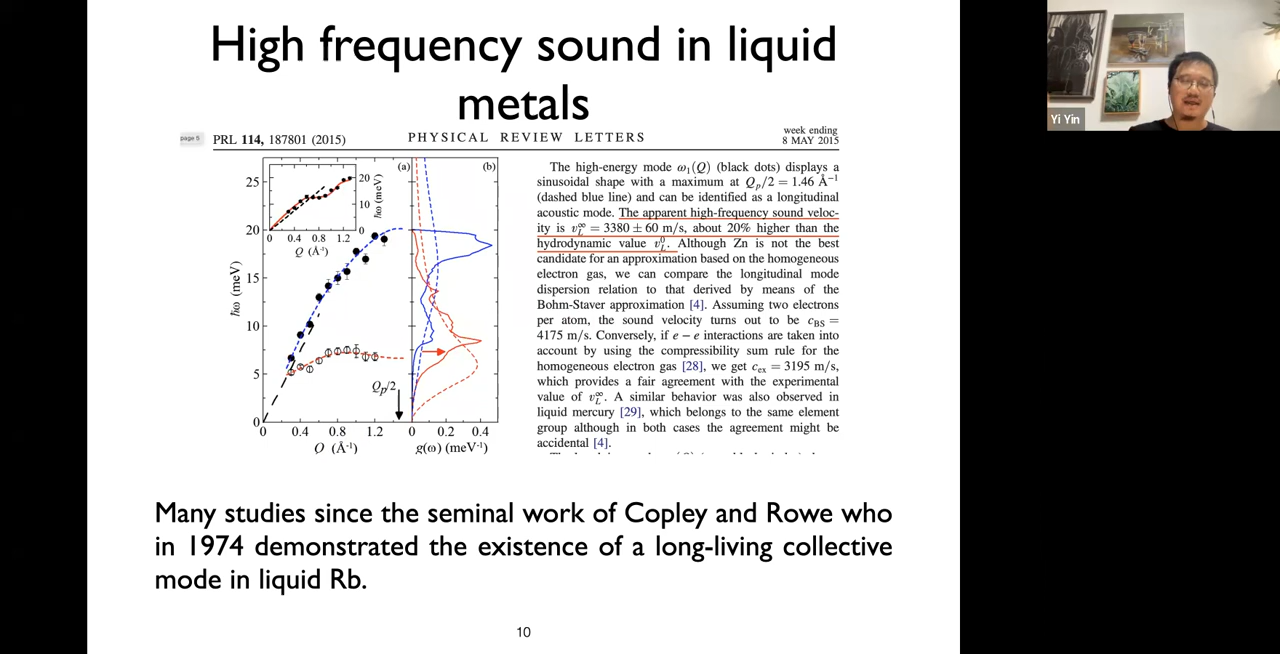 High frequency sound in liquid
metals
page 5
PRL 114, 187801 (2015)
PHYSICAL REVIEW LETTERS
week ending
8 MAY 2015
(a)
(b)
25
20
15
10
5
0
ħω (meV)
0
0.4
0.8
1.2
Q (Å⁻¹)
20
10
0
ħω (meV)
0
0.4
0.8
1.2
Q (Å⁻¹)
Qp/2
0
0.2
0.4
g(ω) (meV⁻¹)
The high-energy mode ω₁(Q) (black dots) displays a
sinusoidal shape with a maximum at Qp/2 = 1.46 Å⁻¹
(dashed blue line) and can be identified as a longitudinal
acoustic mode. The apparent high-frequency sound veloc-
ity is v_L^∞ = 3380 ± 60 m/s, about 20% higher than the
hydrodynamic value v_L^0. Although Zn is not the best
candidate for an approximation based on the homogeneous
electron gas, we can compare the longitudinal mode
dispersion relation to that derived by means of the
Bohm-Staver approximation [4]. Assuming two electrons
per atom, the sound velocity turns out to be c_BS =
4175 m/s. Conversely, if e − e interactions are taken into
account by using the compressibility sum rule for the
homogeneous electron gas [28], we get c_ex = 3195 m/s,
which provides a fair agreement with the experimental
value of v_L^∞. A similar behavior was also observed in
liquid mercury [29], which belongs to the same element
group although in both cases the agreement might be
accidental [4].
Many studies since the seminal work of Copley and Rowe who
in 1974 demonstrated the existence of a long-living collective
mode in liquid Rb.
10
Yi Yin